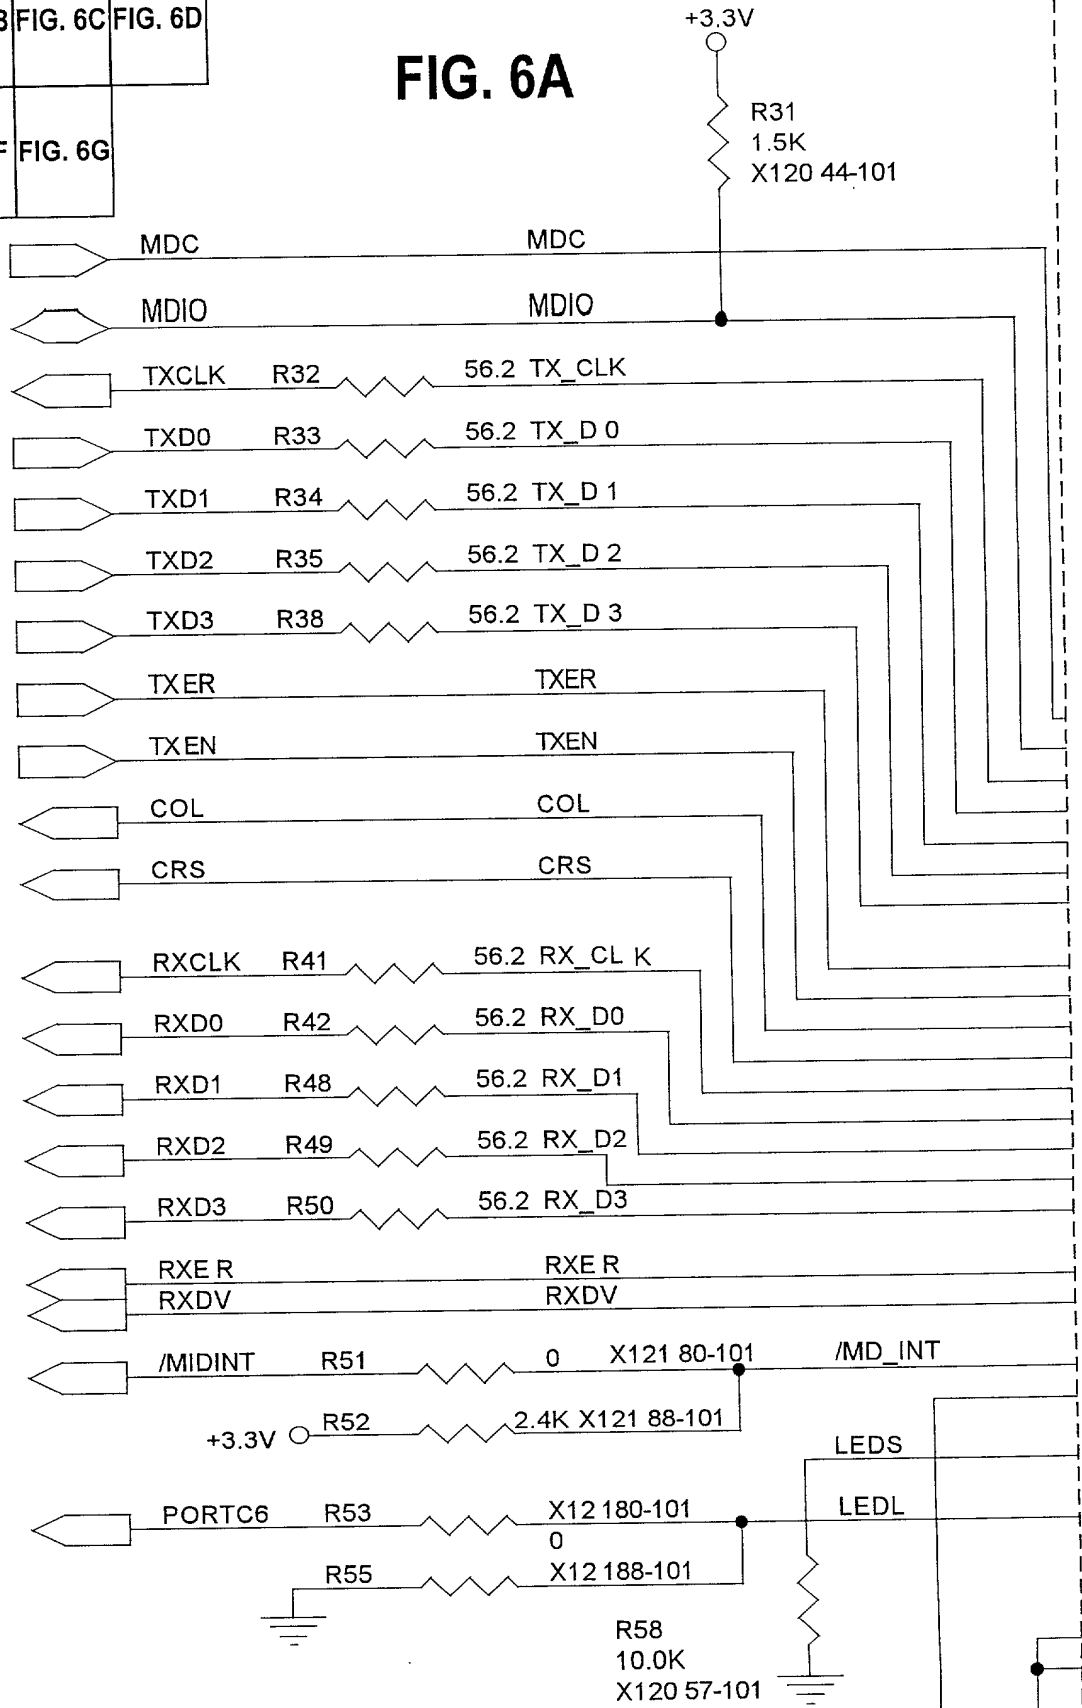 B FIG. 6C FIG. 6D
F FIG. 6G
FIG. 6A
+3.3V
R31
1.5K
X120 44-101
MDC MDC
MDIO MDIO
TXCLK R32 56.2 TX_CLK
TXD0 R33 56.2 TX_D 0
TXD1 R34 56.2 TX_D 1
TXD2 R35 56.2 TX_D 2
TXD3 R38 56.2 TX_D 3
TXER TXER
TXEN TXEN
COL COL
CRS CRS
RXCLK R41 56.2 RX_CL K
RXD0 R42 56.2 RX_D0
RXD1 R48 56.2 RX_D1
RXD2 R49 56.2 RX_D2
RXD3 R50 56.2 RX_D3
RXE R RXE R
RXDV RXDV
/MIDINT R51 0 X121 80-101 /MD_INT
+3.3V R52 2.4K X121 88-101
LEDS
PORTC6 R53 X12 180-101 LEDL
0
R55 X12 188-101
R58
10.0K
X120 57-101